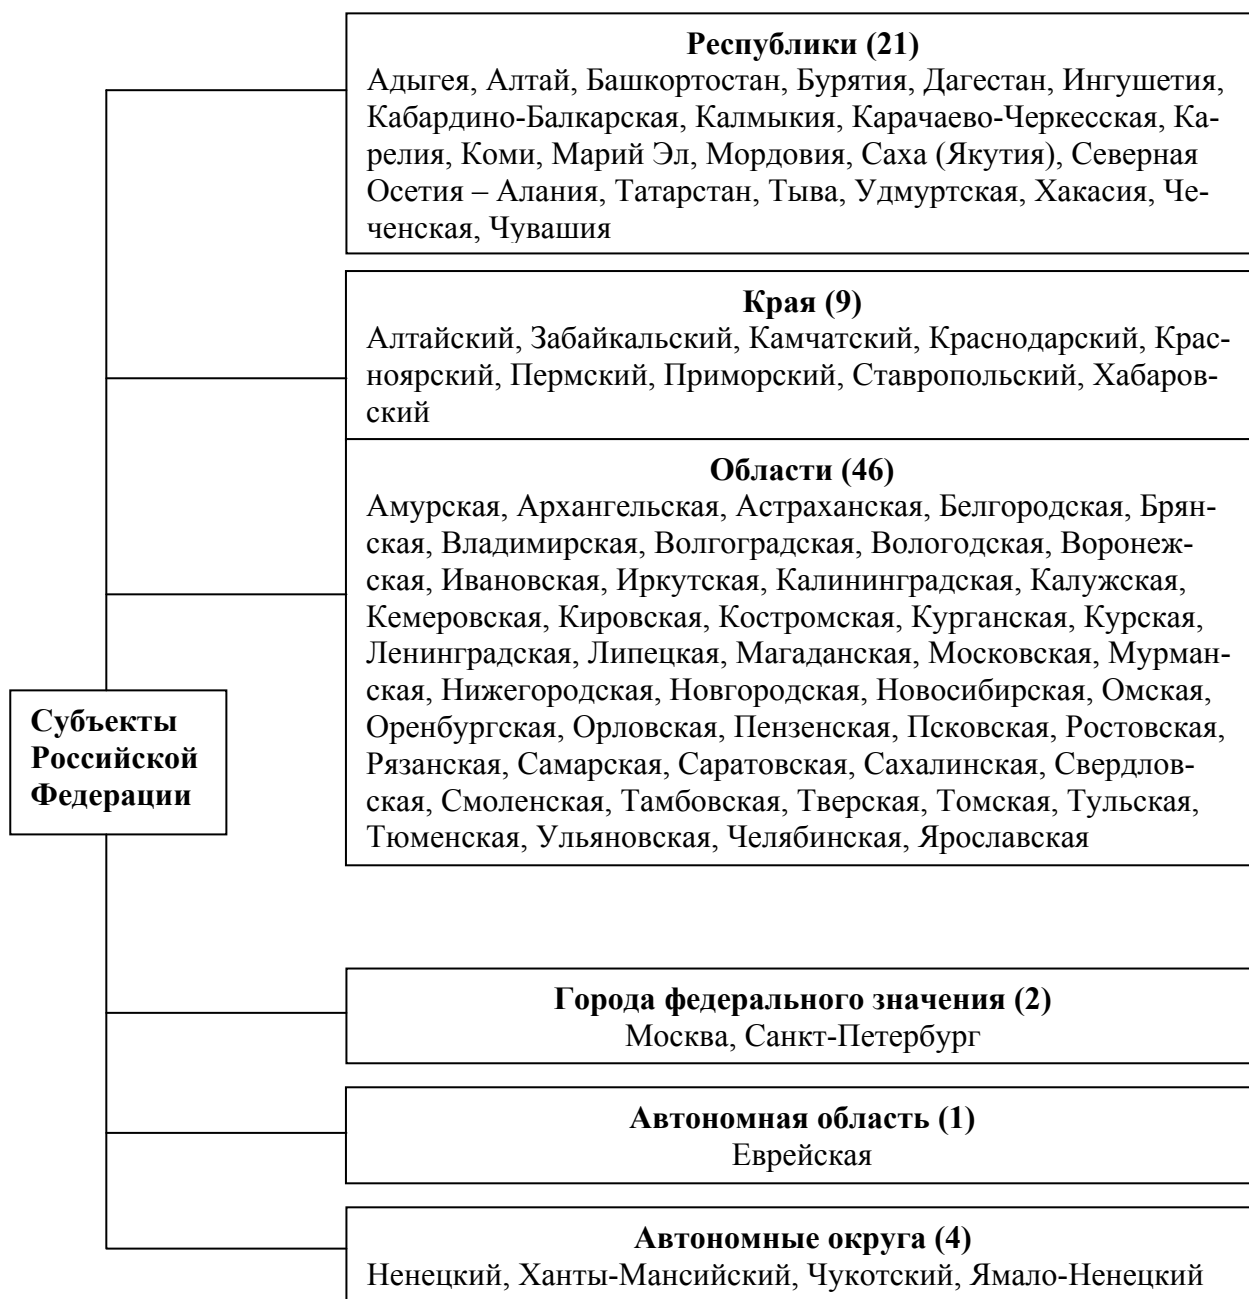 Республики (21)
Адыгея, Алтай, Башкортостан, Бурятия, Дагестан, Ингушетия,
Кабардино-Балкарская, Калмыкия, Карачаево-Черкесская, Ка-
релия, Коми, Марий Эл, Мордовия, Саха (Якутия), Северная
Осетия – Алания, Татарстан, Тыва, Удмуртская, Хакасия, Че-
ченская, Чувашия
Края (9)
Алтайский, Забайкальский, Камчатский, Краснодарский, Крас-
ноярский, Пермский, Приморский, Ставропольский, Хабаров-
ский
Области (46)
Амурская, Архангельская, Астраханская, Белгородская, Брян-
ская, Владимирская, Волгоградская, Вологодская, Воронеж-
ская, Ивановская, Иркутская, Калининградская, Калужская,
Кемеровская, Кировская, Костромская, Курганская, Курская,
Ленинградская, Липецкая, Магаданская, Московская, Мурман-
ская, Нижегородская, Новгородская, Новосибирская, Омская,
Оренбургская, Орловская, Пензенская, Псковская, Ростовская,
Рязанская, Самарская, Саратовская, Сахалинская, Свердлов-
ская, Смоленская, Тамбовская, Тверская, Томская, Тульская,
Тюменская, Ульяновская, Челябинская, Ярославская
Субъекты
Российской
Федерации
Города федерального значения (2)
Москва, Санкт-Петербург
Автономная область (1)
Еврейская
Автономные округа (4)
Ненецкий, Ханты-Мансийский, Чукотский, Ямало-Ненецкий